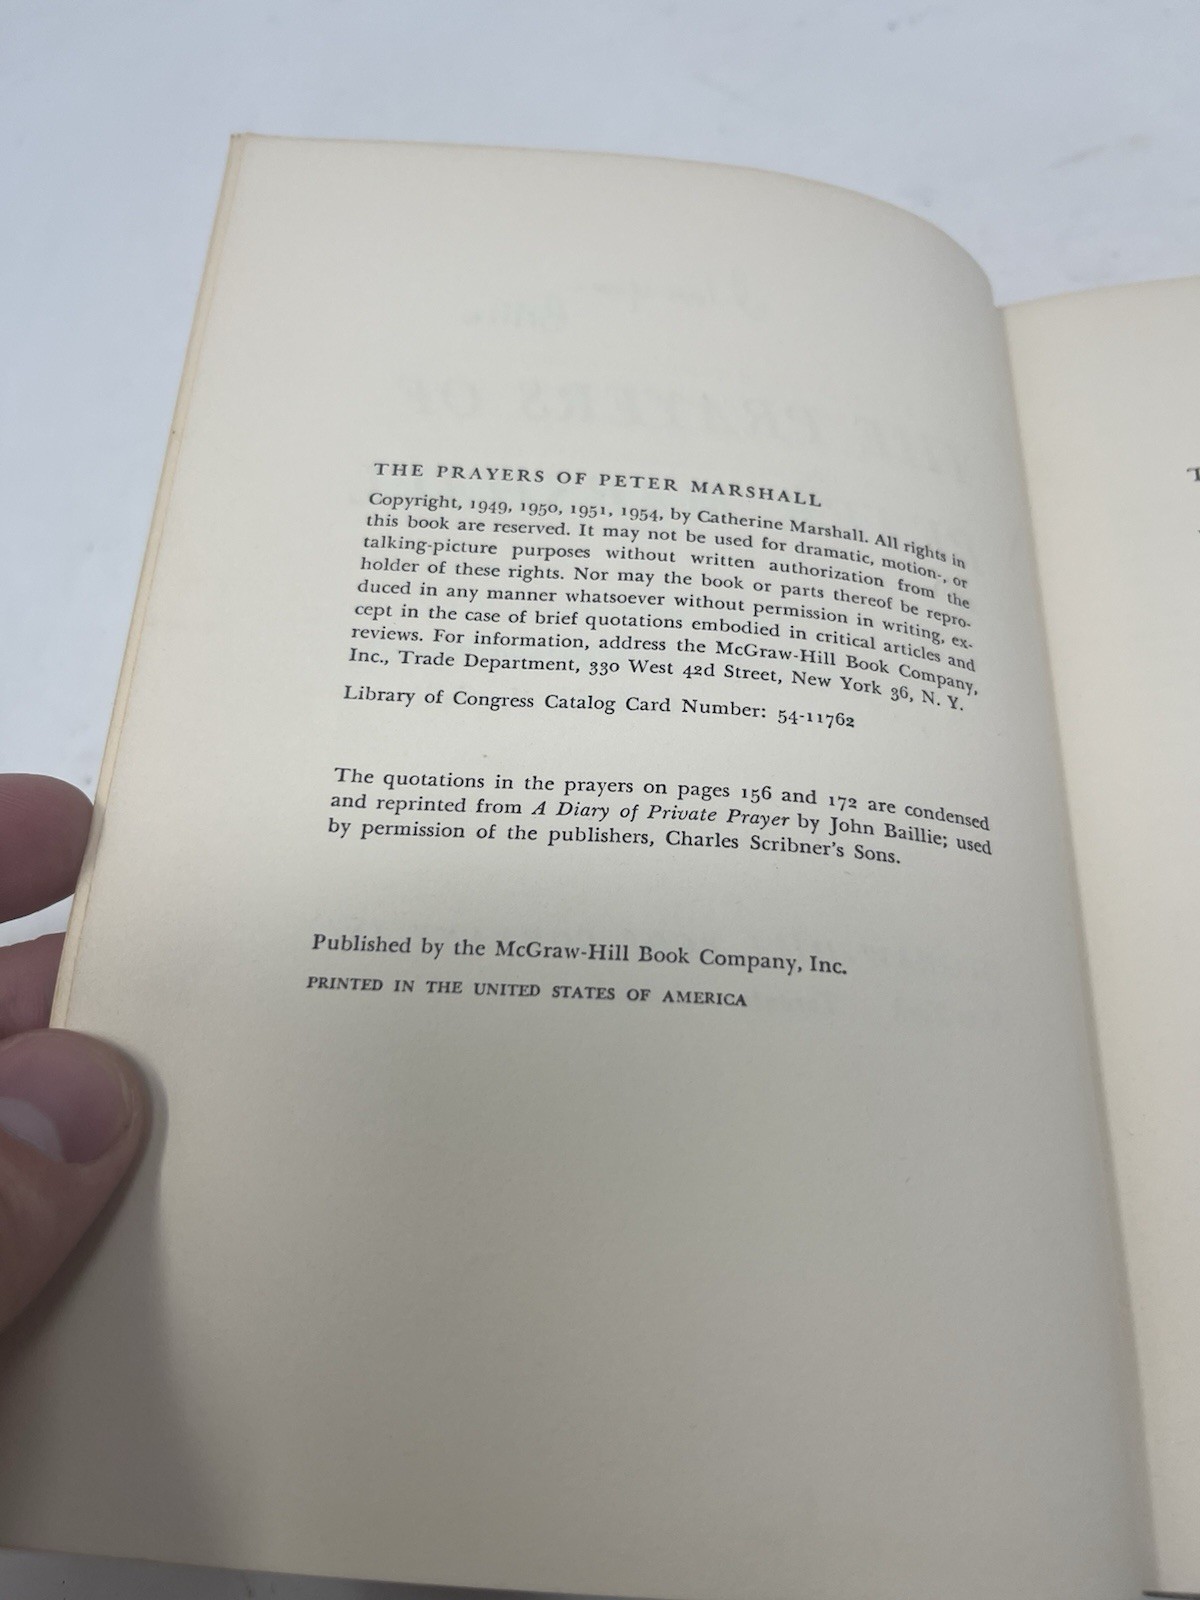 THE PRAYERS OF PETER MARSHALL
Copyright, 1949, 1950, 1951, 1954, by Catherine Marshall. All rights in
this book are reserved. It may not be used for dramatic, motion-, or
talking-picture purposes without written authorization from the
holder of these rights. Nor may the book or parts thereof be repro-
duced in any manner whatsoever without permission in writing, ex-
cept in the case of brief quotations embodied in critical articles and
reviews. For information, address the McGraw-Hill Book Company,
Inc., Trade Department, 330 West 42d Street, New York 36, N. Y.
Library of Congress Catalog Card Number: 54-11762
The quotations in the prayers on pages 156 and 172 are condensed
and reprinted from A Diary of Private Prayer by John Baillie; used
by permission of the publishers, Charles Scribner's Sons.
Published by the McGraw-Hill Book Company, Inc.
PRINTED IN THE UNITED STATES OF AMERICA